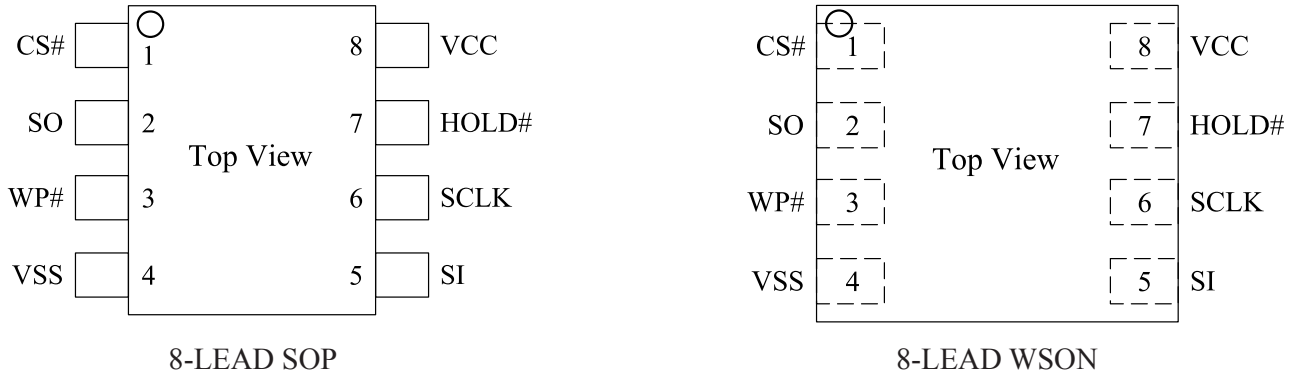 CS# 1 8 VCC
SO 2 7 HOLD#
Top View
WP# 3 6 SCLK
VSS 4 5 SI
8-LEAD SOP
CS# 1 8 VCC
SO 2 7 HOLD#
Top View
WP# 3 6 SCLK
VSS 4 5 SI
8-LEAD WSON